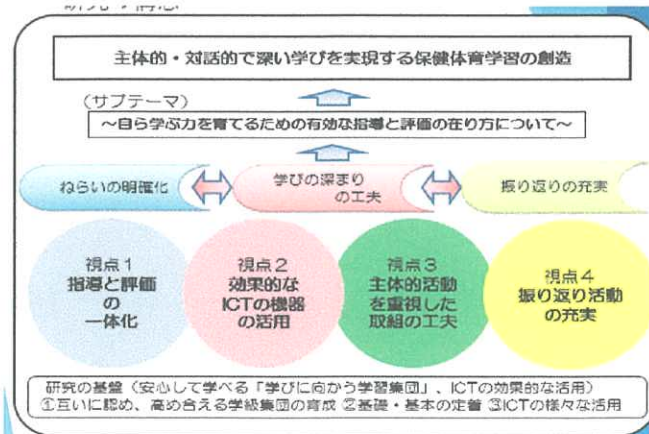 主体的・対話的で深い学びを実現する保健体育学習の創造
（サブテーマ）
～自ら学ぶ力を育てるための有効な指導と評価の在り方について～
ねらいの明確化
学びの深まり
の工夫
振り返りの充実
視点1
指導と評価
の
一体化
視点2
効果的な
ICTの機器
の活用
視点3
主体的活動
を重視した
取組の工夫
視点4
振り返り活動
の充実
研究の基盤（安心して学べる「学びに向かう学習集団」、ICTの効果的な活用）
①互いに認め、高め合える学級集団の育成 ②基礎・基本の定着 ③ICTの様々な活用